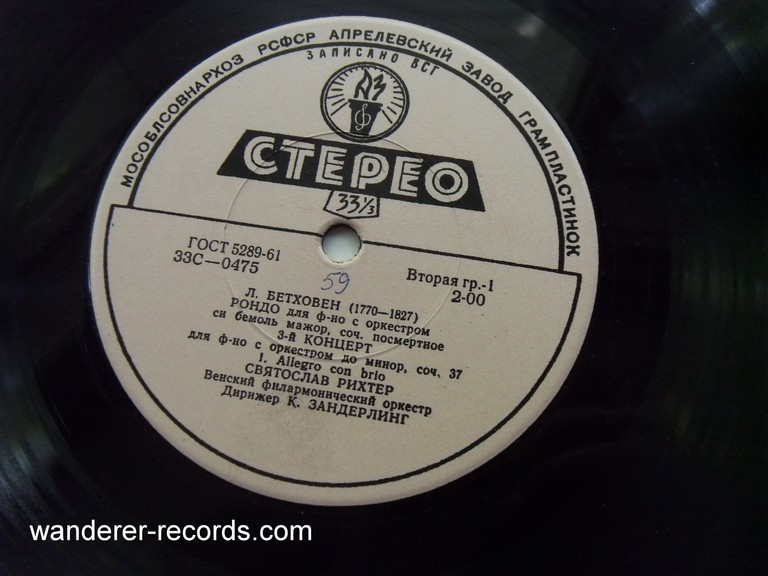 МОСОБЛСОВНАРХОЗ РСФСР АПРЕЛЕВСКИЙ ЗАВОД ГРАМПЛАСТИНОК
ЗАПИСАНО ВСГ
АЗ
СТЕРЕО
33⅓
ГОСТ 5289-61
33С—0475
Вторая гр.-1
2-00
59
Л. БЕТХОВЕН (1770—1827)
РОНДО для ф-но с оркестром
си бемоль мажор, соч. посмертное
3-й КОНЦЕРТ
для ф-но с оркестром до минор, соч. 37
1. Allegro con brio
СВЯТОСЛАВ РИХТЕР
Венский филармонический оркестр
Дирижер К. ЗАНДЕРЛИНГ
wanderer-records.com